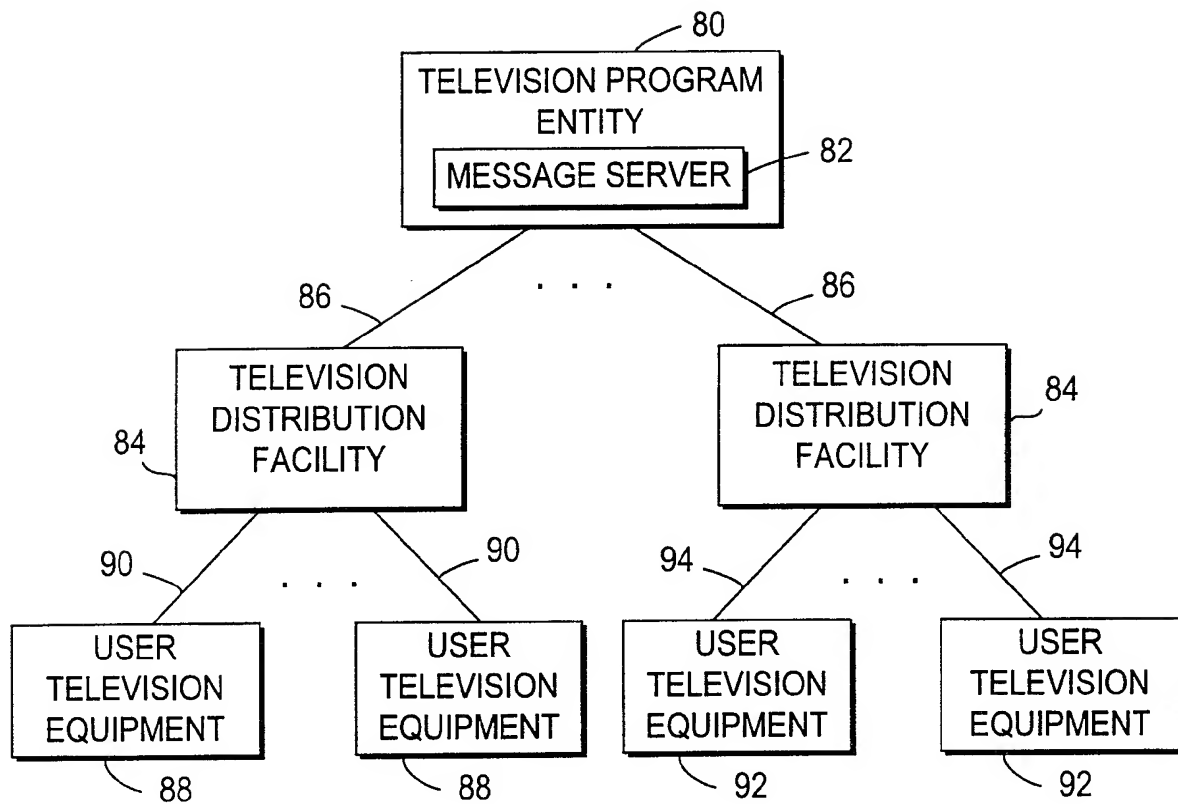 80
TELEVISION PROGRAM
ENTITY
MESSAGE SERVER
82
86
. . .
86
TELEVISION
DISTRIBUTION
FACILITY
84
TELEVISION
DISTRIBUTION
FACILITY
84
90
. . .
90
94
. . .
94
USER
TELEVISION
EQUIPMENT
88
USER
TELEVISION
EQUIPMENT
88
USER
TELEVISION
EQUIPMENT
92
USER
TELEVISION
EQUIPMENT
92